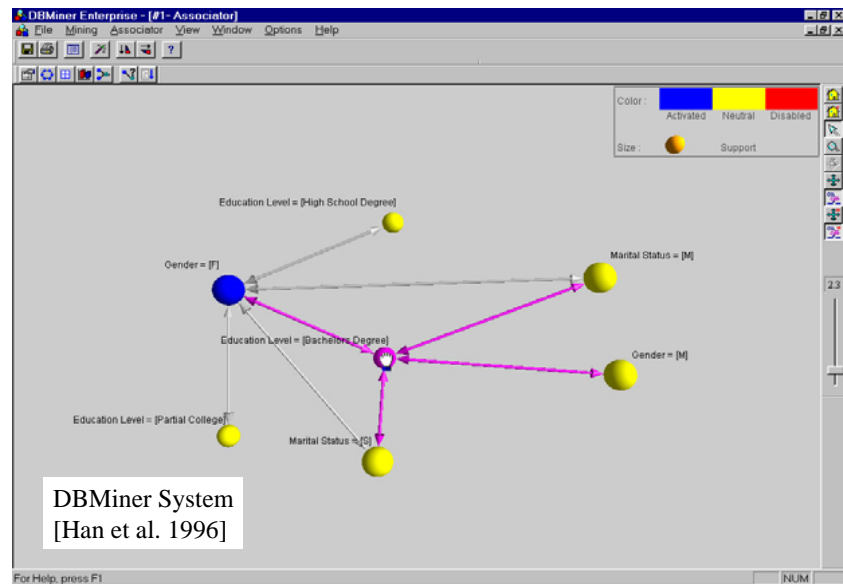 DBMiner Enterprise - [#1- Associator]
File Mining Associator View Window Options Help
Color :
Activated Neutral Disabled
Size : Support
Education Level = [High School Degree]
Gender = [F]
Marital Status = [M]
2.3
Education Level = [Bachelors Degree]
Gender = [M]
Education Level = [Partial College]
Marital Status = [S]
DBMiner System
[Han et al. 1996]
For Help, press F1
NUM